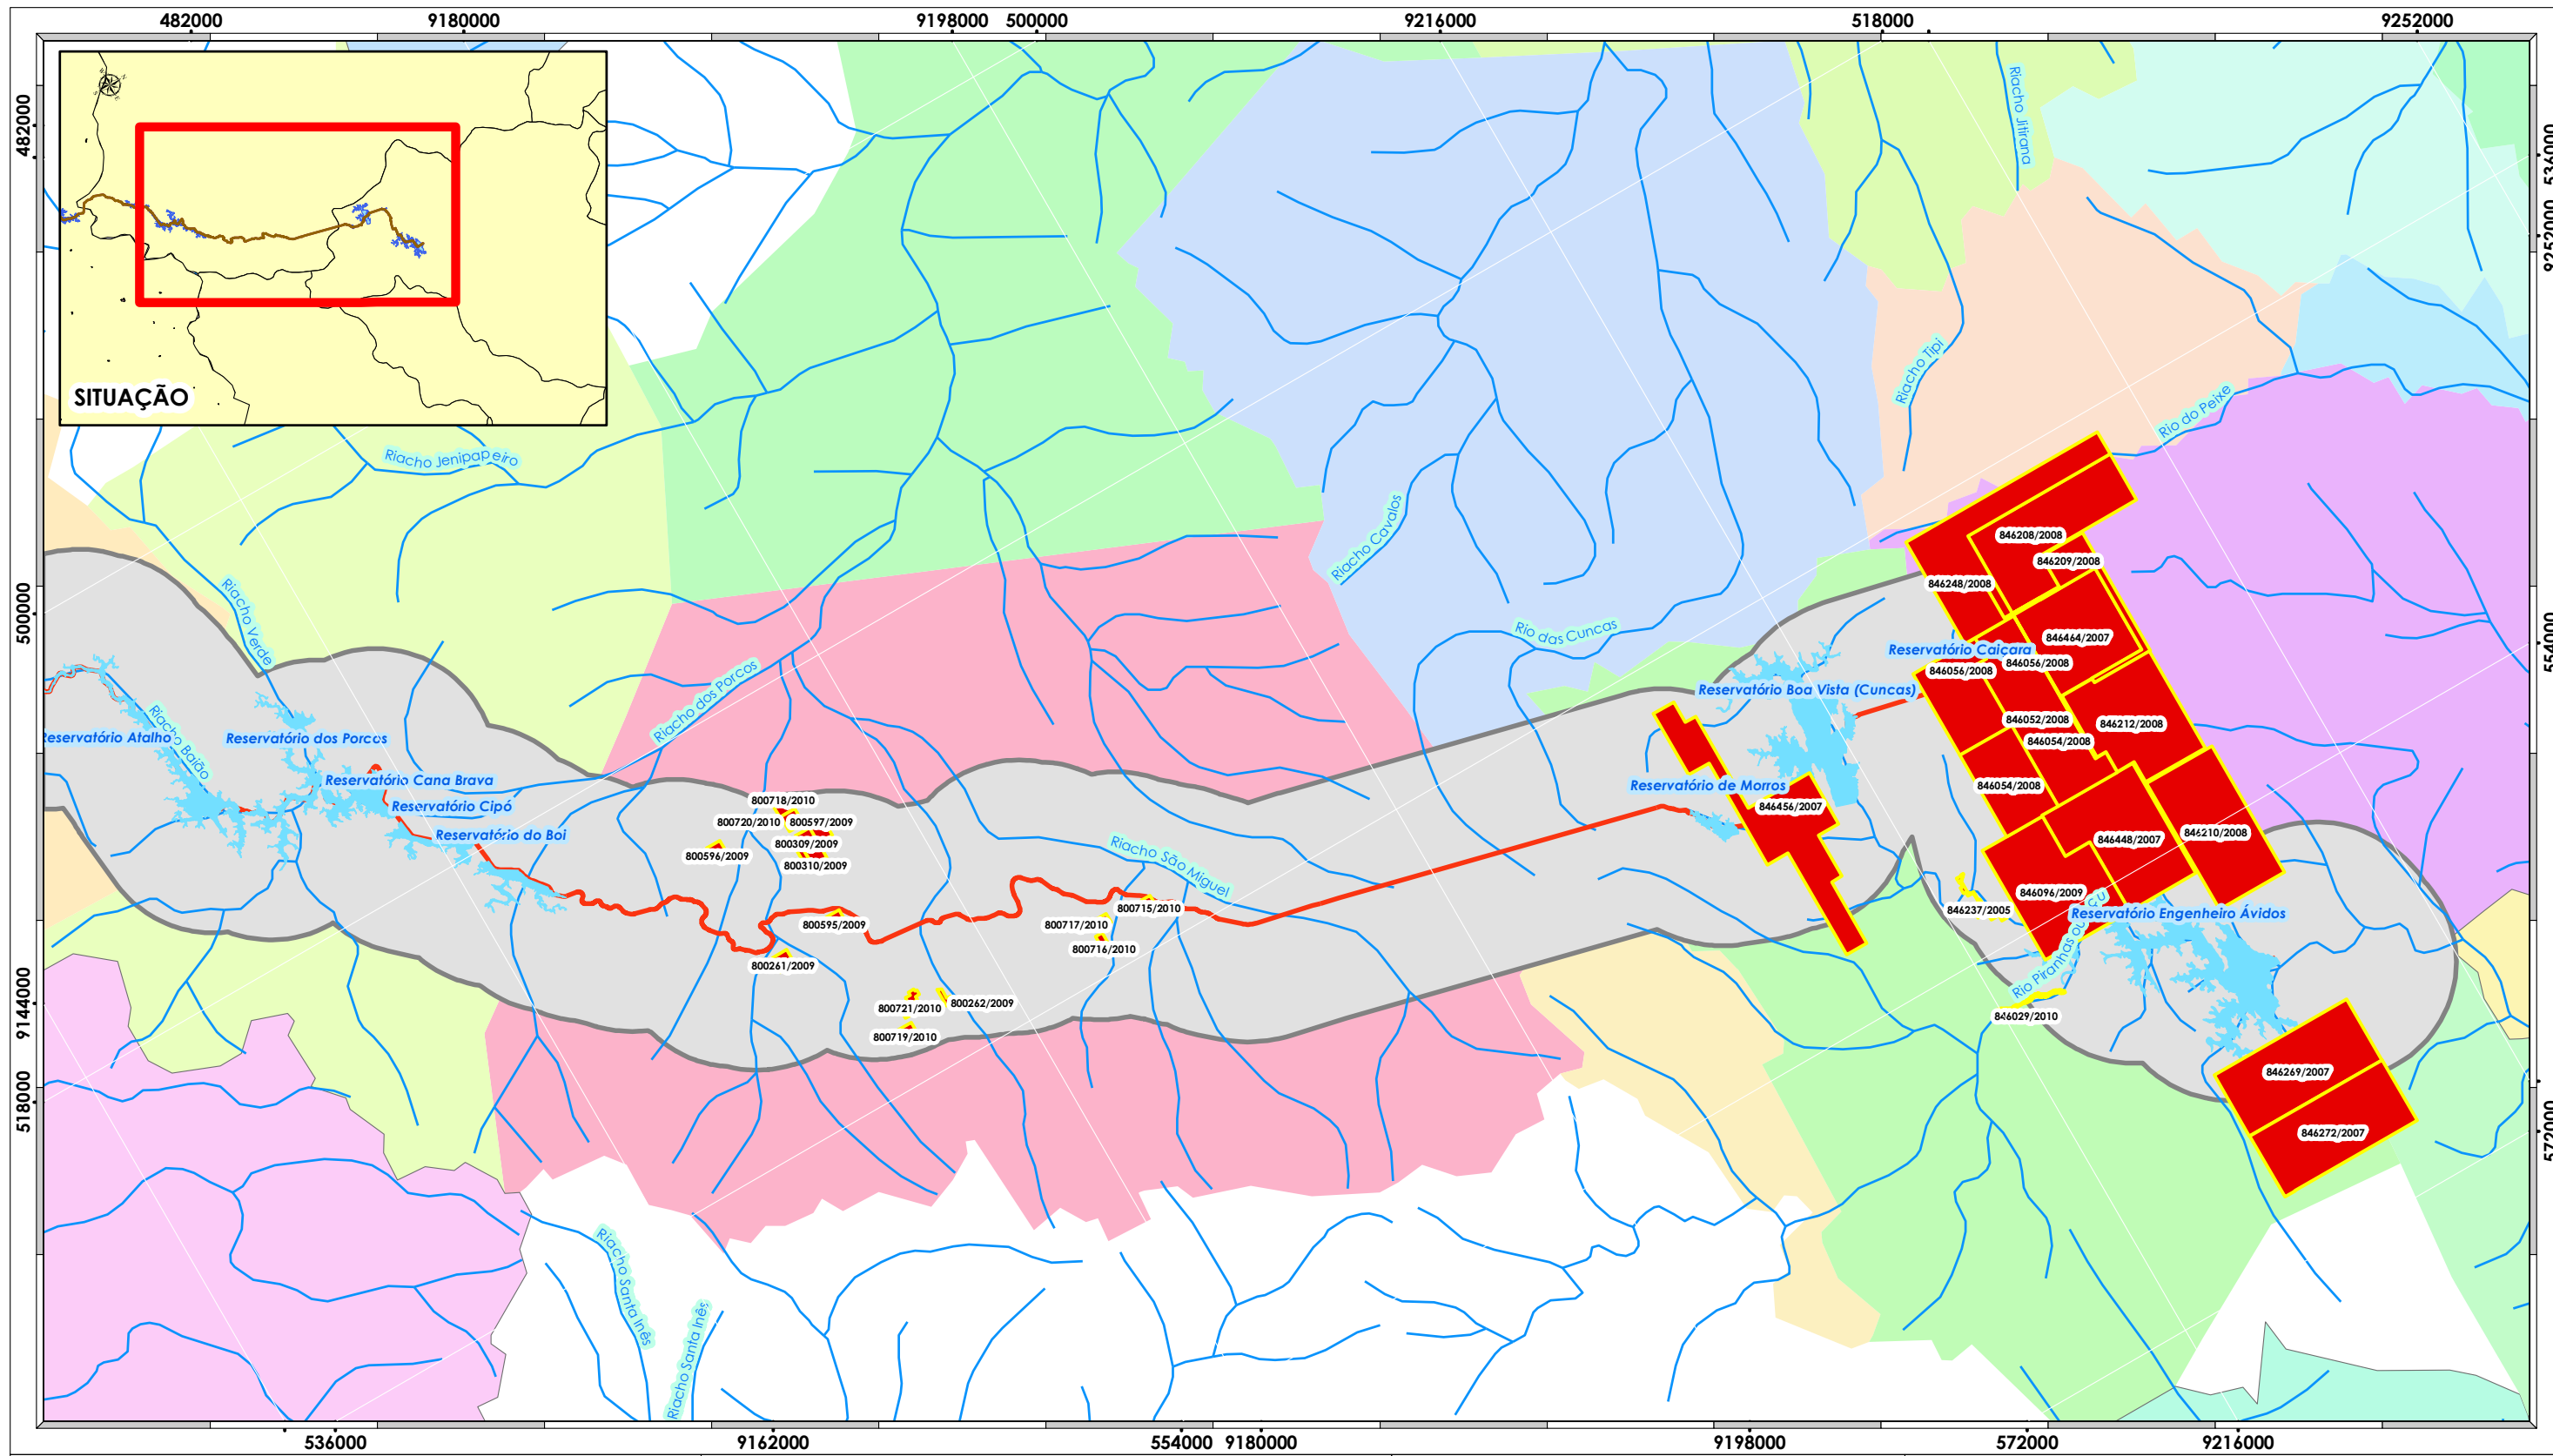 482000
9180000
9198000
500000
9216000
518000
9252000
482000
500000
9144000
518000
536000
9252000
554000
572000
SITUAÇÃO
Riacho Jitirana
Riacho Tipi
Rio do Peixe
Riacho Jenipapeiro
Riacho Cavalos
Riacho Verde
Rio das Cuncas
Riacho dos Porcos
Riacho Baião
846208/2008
846209/2008
846248/2008
846464/2007
Reservatório Caiçara
846056/2008
846056/2008
Reservatório Boa Vista (Cuncas)
846052/2008
846212/2008
846054/2008
Reservatório Atalho
Reservatório dos Porcos
Reservatório Cana Brava
Reservatório Cipó
Reservatório do Boi
Reservatório de Morros
846054/2008
846456/2007
800718/2010
800720/2010
800597/2009
800309/2009
800596/2009
800310/2009
846210/2008
846448/2007
Riacho São Miguel
846096/2009
846237/2005
Reservatório Engenheiro Ávidos
800715/2010
800595/2009
800717/2010
800716/2010
800261/2009
Rio Piranhas ou
800721/2010
800262/2009
846029/2010
800719/2010
846269/2007
846272/2007
Riacho Santa Inês
Riacho Santa Inês
536000
9162000
554000
9180000
9198000
572000
9216000